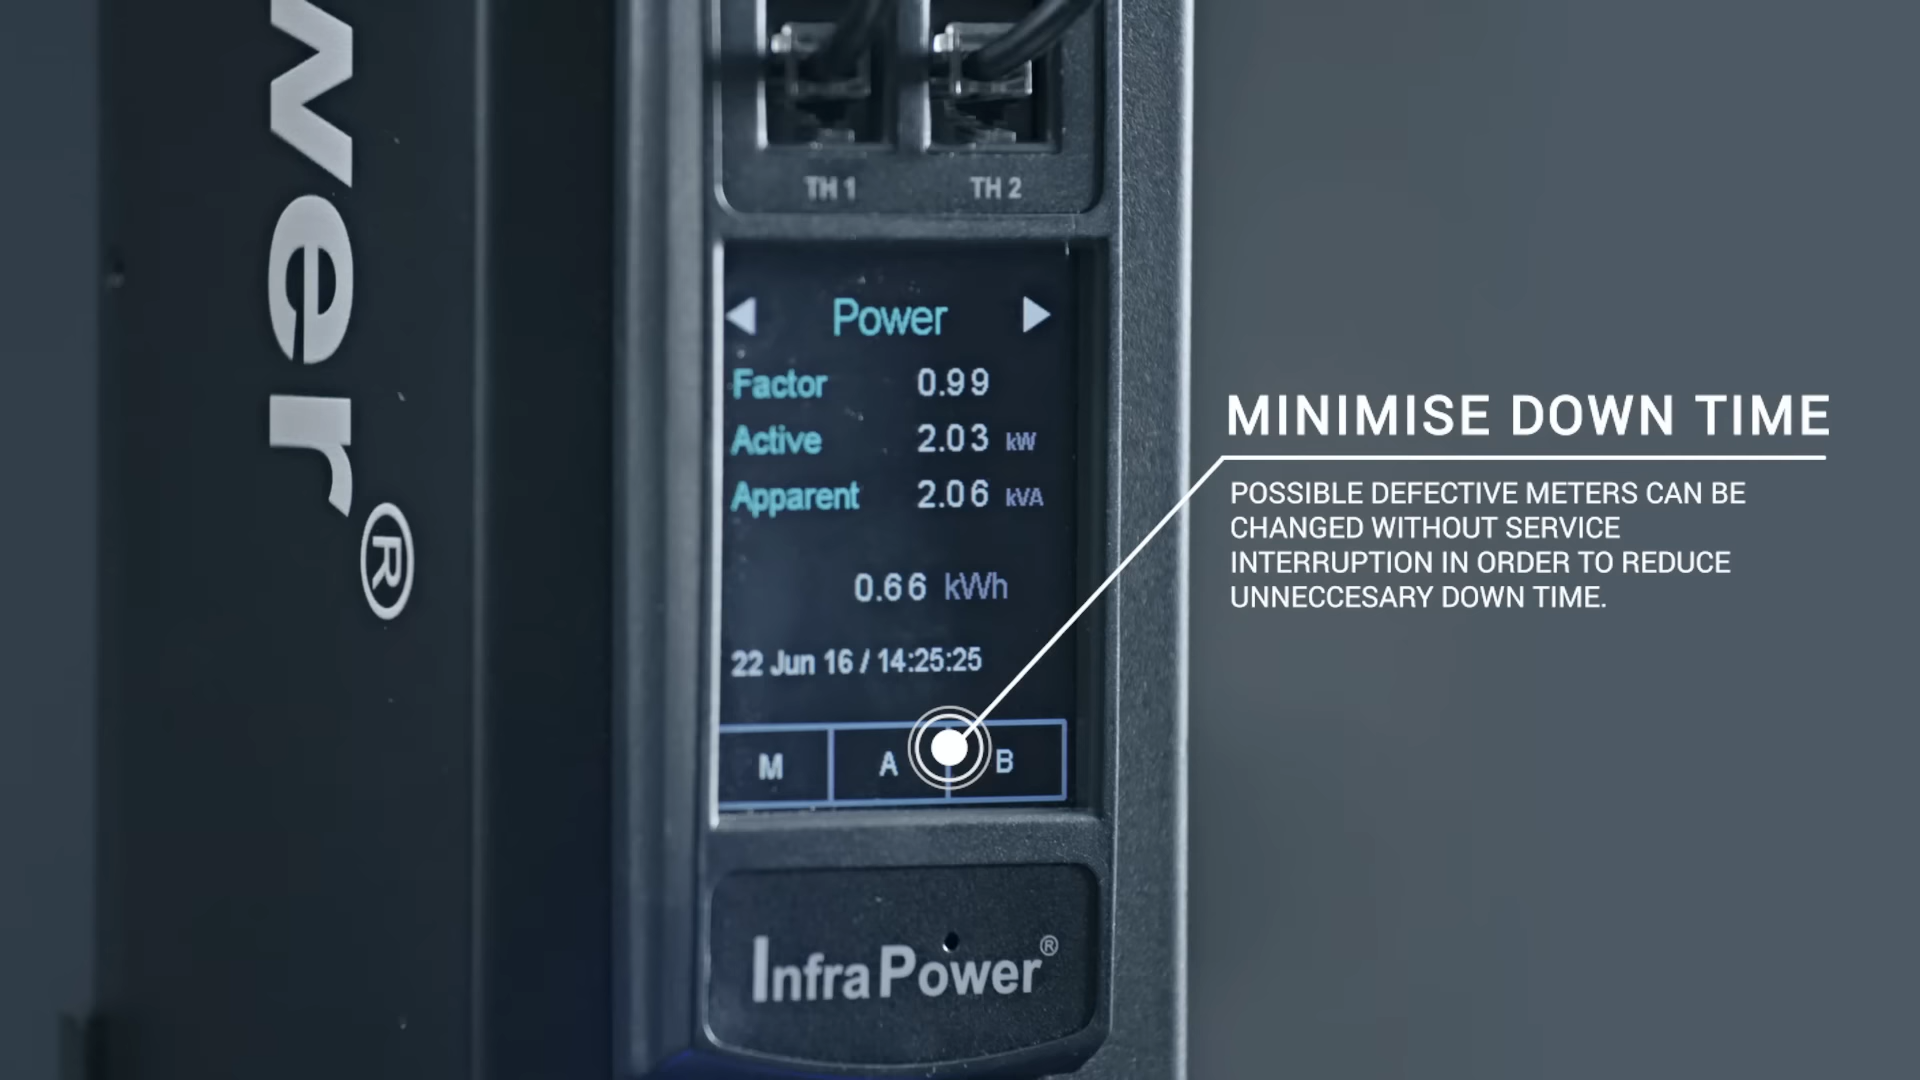 wer®
TH 1 TH 2
Power
Factor 0.99
Active 2.03 kW
Apparent 2.06 kVA
0.66 kWh
22 Jun 16 / 14:25:25
M A B
InfraPower®
MINIMISE DOWN TIME
POSSIBLE DEFECTIVE METERS CAN BE
CHANGED WITHOUT SERVICE
INTERRUPTION IN ORDER TO REDUCE
UNNECCESARY DOWN TIME.